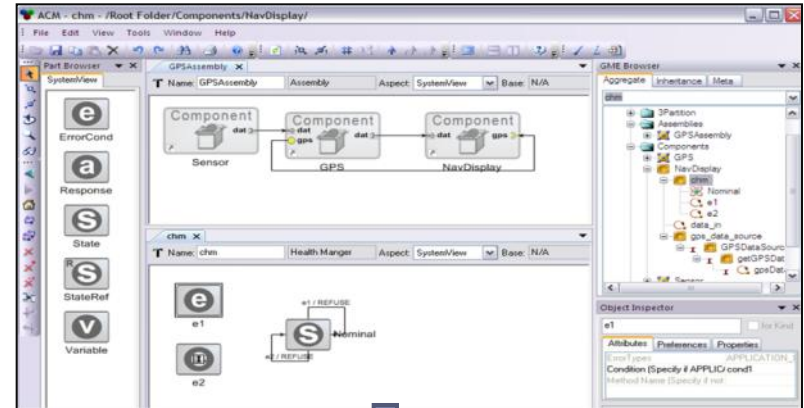 ACM - chm - /Root Folder/Components/NavDisplay/
File Edit View Tools Window Help
Part Browser
SystemView
ErrorCond
Response
State
R
StateRef
Variable
GPSAssembly
Name: GPSAssembly Assembly Aspect: SystemView Base: N/A
Component Component Component
dat dat dat dat gps
gps
Sensor GPS NavDisplay
chm
Name: chm Health Manger Aspect: SystemView Base: N/A
e1
e2
e1 / REFUSE
Nominal
e2 / REFUSE
GME Browser
Aggregate Inheritance Meta
chm
3Partition
Assemblies
GPSAssembly
Components
GPS
NavDisplay
chm
Nominal
e1
e2
data_in
gps_data_source
GPSDataSourc
getGPSDat
gpsDat
Sensor
Object Inspector
e1 for Kind
Attributes Preferences Properties
ErrorTypes APPLICATION_
Condition (Specify if APPLIC/ cond1
Method Name (Specify if not